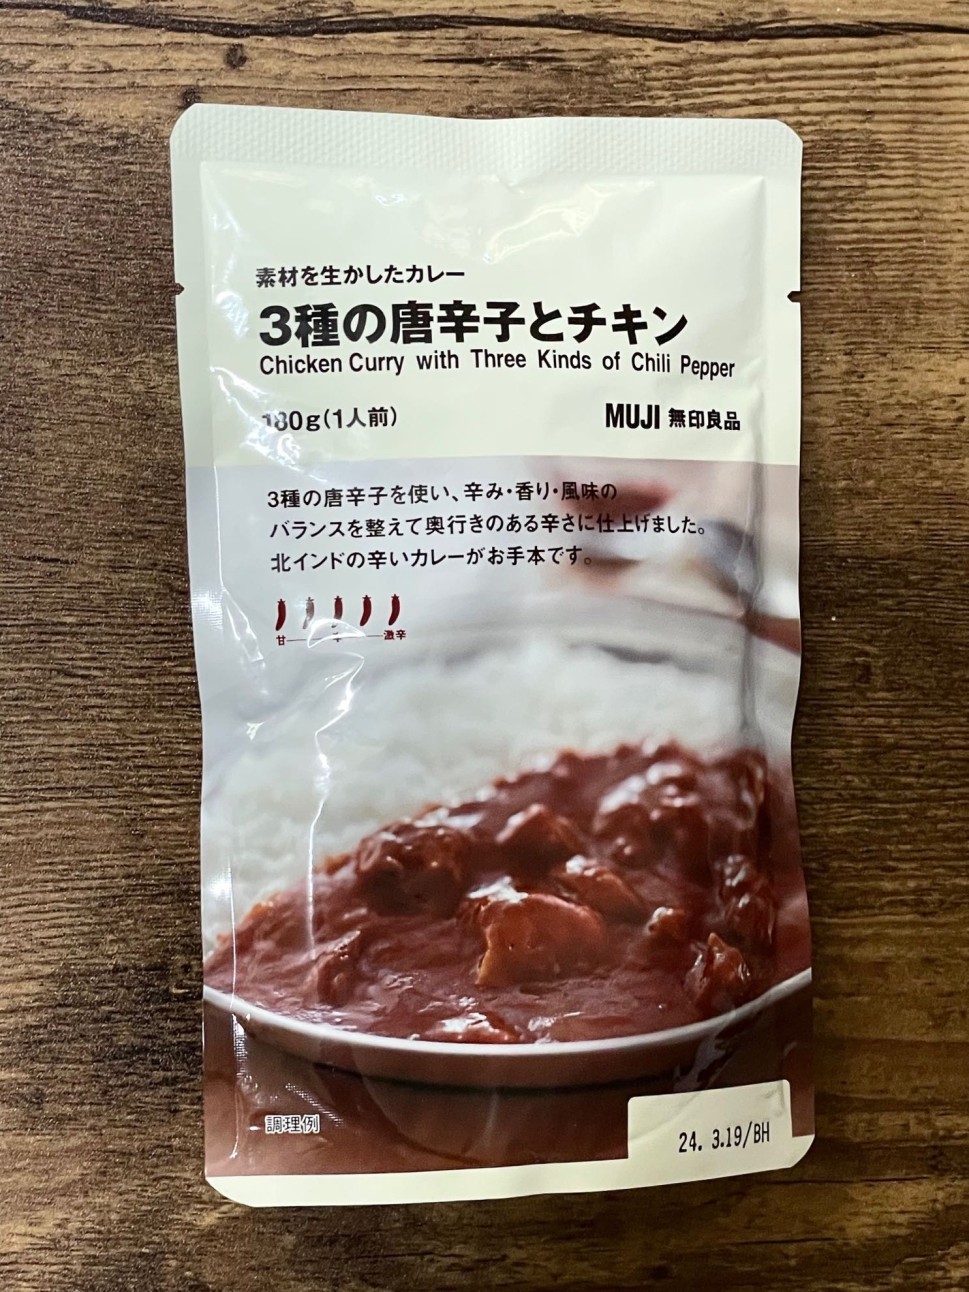 素材を生かしたカレー
3種の唐辛子とチキン
Chicken Curry with Three Kinds of Chili Pepper
180g(1人前)
MUJI 無印良品
3種の唐辛子を使い、辛み・香り・風味の
バランスを整えて奥行きのある辛さに仕上げました。
北インドの辛いカレーがお手本です。
甘 辛 激辛
調理例
24. 3.19/BH